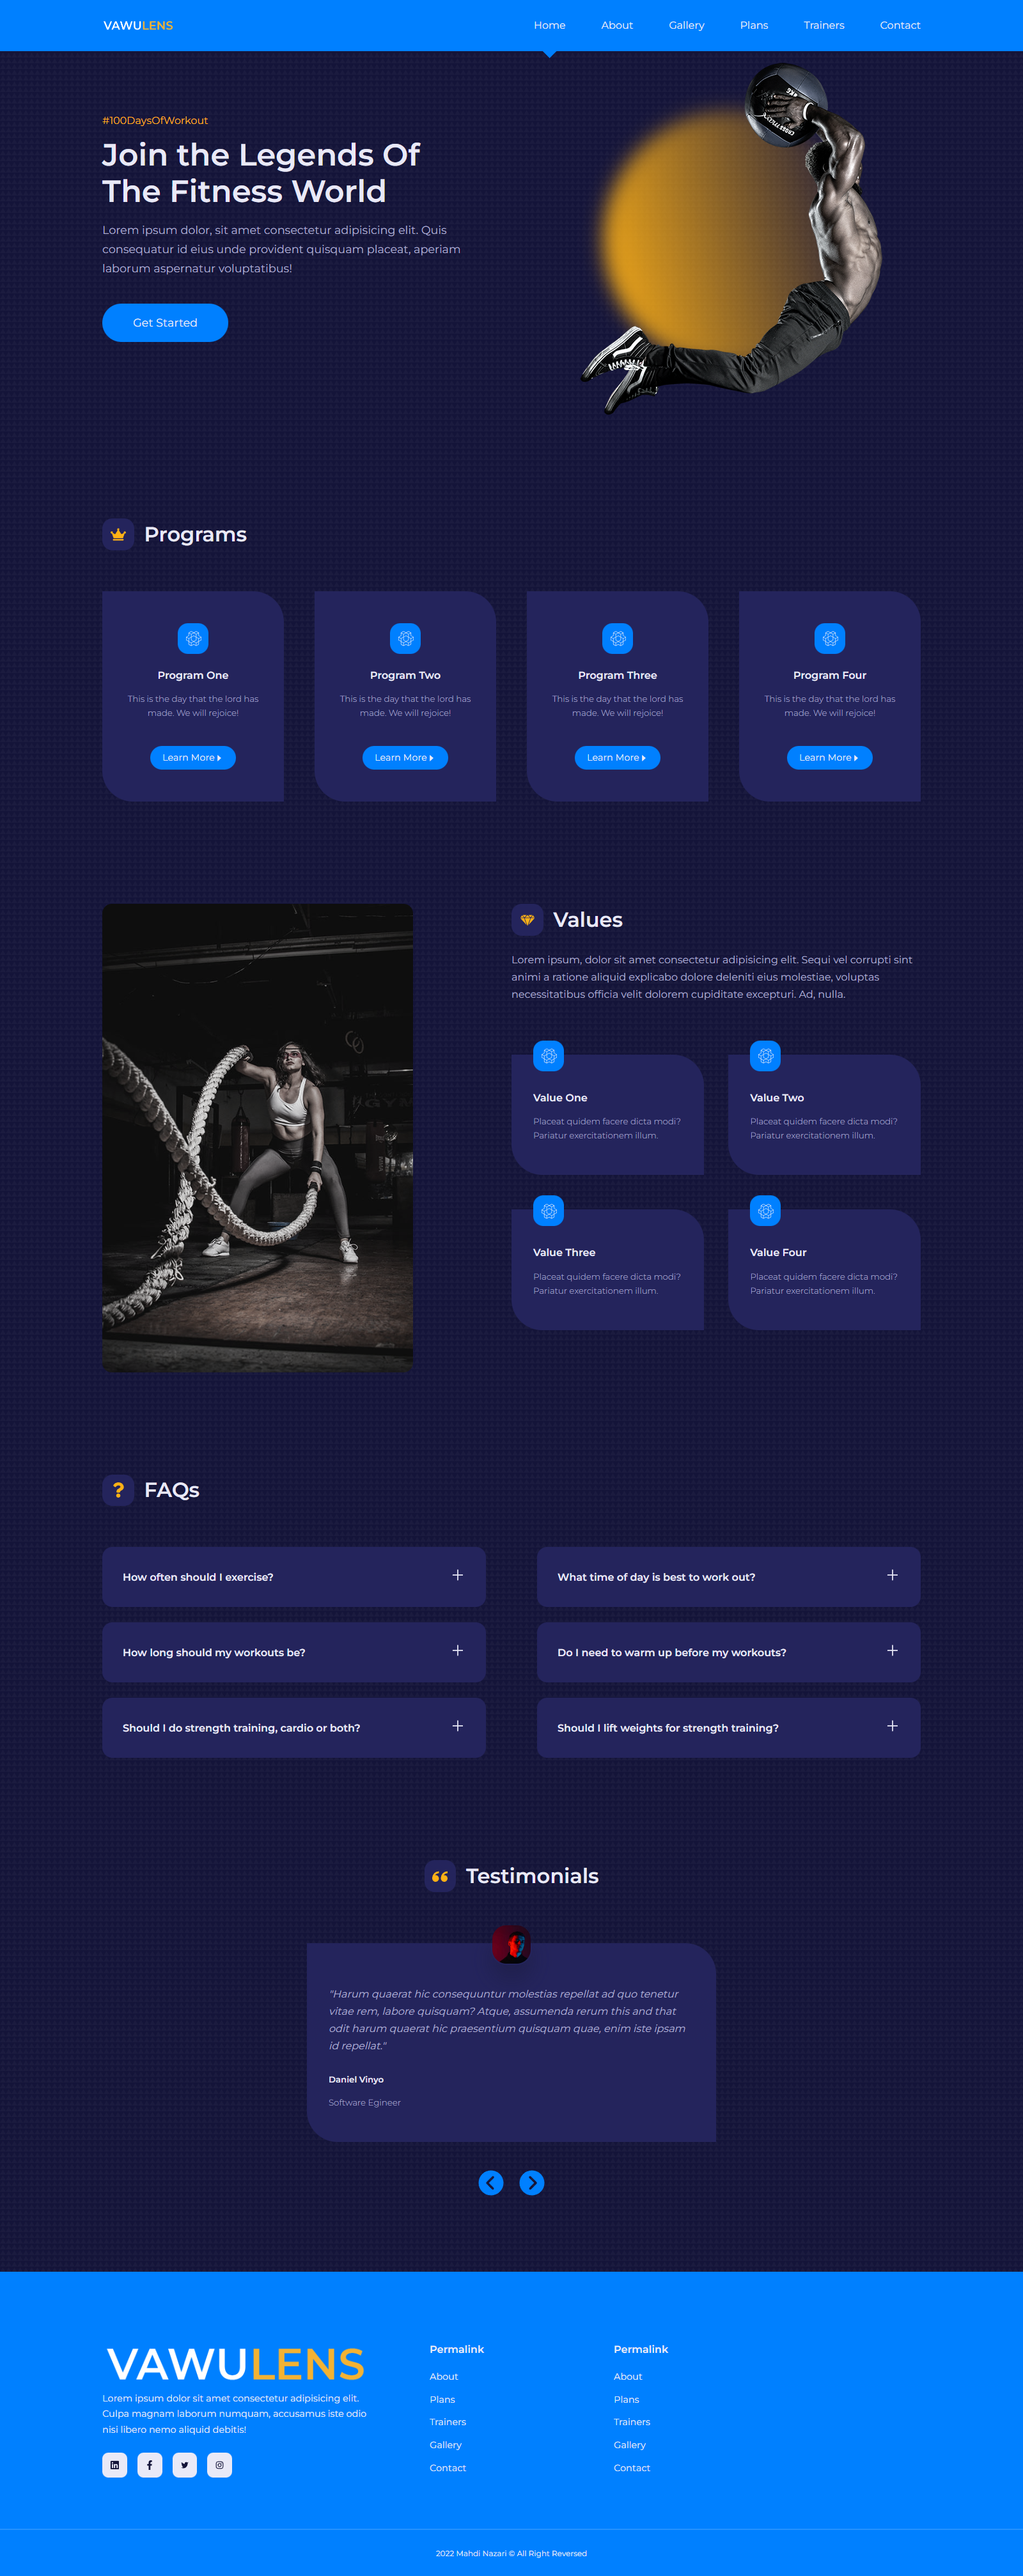 VAWULENS
Home
About
Gallery
Plans
Trainers
Contact
#100DaysOfWorkout
Join the Legends Of
The Fitness World
Lorem ipsum dolor, sit amet consectetur adipisicing elit. Quis
consequatur id eius unde provident quisquam placeat, aperiam
laborum aspernatur voluptatibus!
Get Started
Programs
Program One
This is the day that the lord has
made. We will rejoice!
Learn More
Program Two
This is the day that the lord has
made. We will rejoice!
Learn More
Program Three
This is the day that the lord has
made. We will rejoice!
Learn More
Program Four
This is the day that the lord has
made. We will rejoice!
Learn More
Values
Lorem ipsum, dolor sit amet consectetur adipisicing elit. Sequi vel corrupti sint
animi a ratione aliquid explicabo dolore deleniti eius molestiae, voluptas
necessitatibus officia velit dolorem cupiditate excepturi. Ad, nulla.
Value One
Placeat quidem facere dicta modi?
Pariatur exercitationem illum.
Value Two
Placeat quidem facere dicta modi?
Pariatur exercitationem illum.
Value Three
Placeat quidem facere dicta modi?
Pariatur exercitationem illum.
Value Four
Placeat quidem facere dicta modi?
Pariatur exercitationem illum.
FAQs
How often should I exercise?
What time of day is best to work out?
How long should my workouts be?
Do I need to warm up before my workouts?
Should I do strength training, cardio or both?
Should I lift weights for strength training?
Testimonials
"Harum quaerat hic consequuntur molestias repellat ad quo tenetur
vitae rem, labore quisquam? Atque, assumenda rerum this and that
odit harum quaerat hic praesentium quisquam quae, enim iste ipsam
id repellat."
Daniel Vinyo
Software Egineer
VAWULENS
Lorem ipsum dolor sit amet consectetur adipisicing elit.
Culpa magnam laborum numquam, accusamus iste odio
nisi libero nemo aliquid debitis!
Permalink
About
Plans
Trainers
Gallery
Contact
Permalink
About
Plans
Trainers
Gallery
Contact
2022 Mahdi Nazari © All Right Reversed